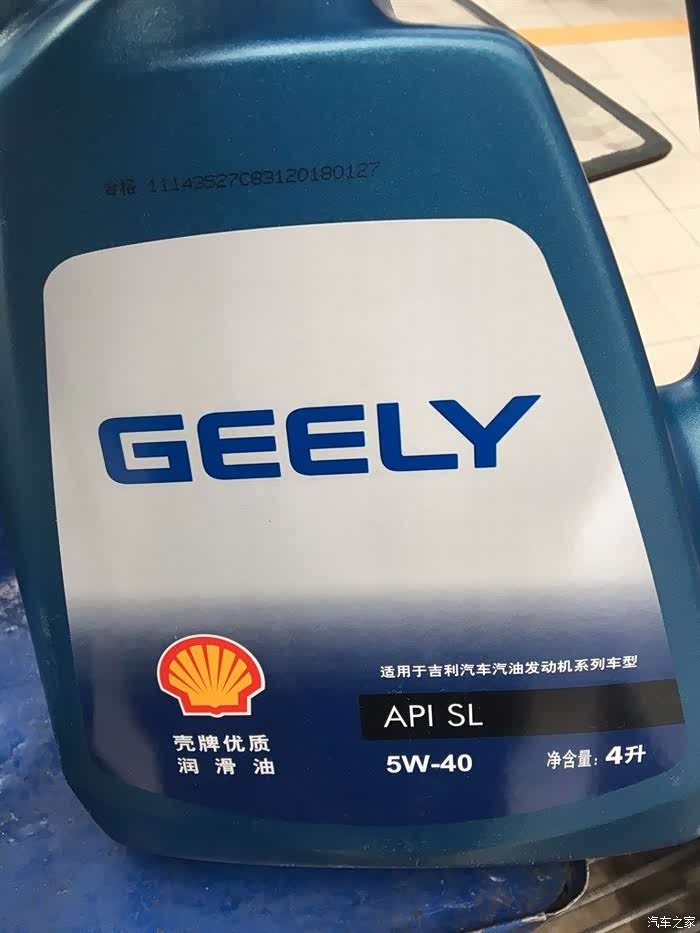 合格 11143527C83120180127
GEELY
适用于吉利汽车汽油发动机系列车型
API SL
壳牌优质
润滑油
5W-40
净含量：4升
汽车之家